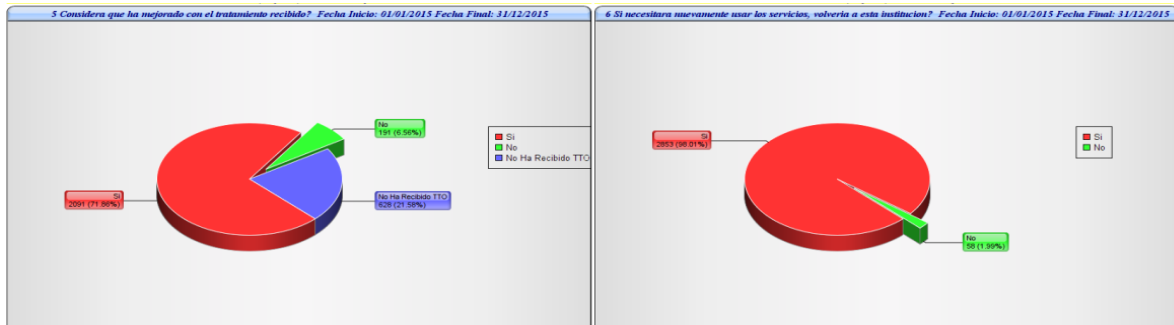 5 Considera que ha mejorado con el tratamiento recibido? Fecha Inicio: 01/01/2015 Fecha Final: 31/12/2015
No
191 (6.56%)
Si
No
No Ha Recibido TTO
Si
2091 (71.86%)
No Ha Recibido TTO
628 (21.58%)
6 Si necesitara nuevamente usar los servicios, volveria a esta institucion? Fecha Inicio: 01/01/2015 Fecha Final: 31/12/2015
Si
2853 (98.01%)
Si
No
No
58 (1.99%)